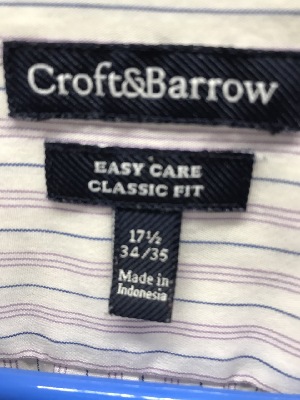 Croft&Barrow
EASY CARE
CLASSIC FIT
17½
34/35
Made in
Indonesia